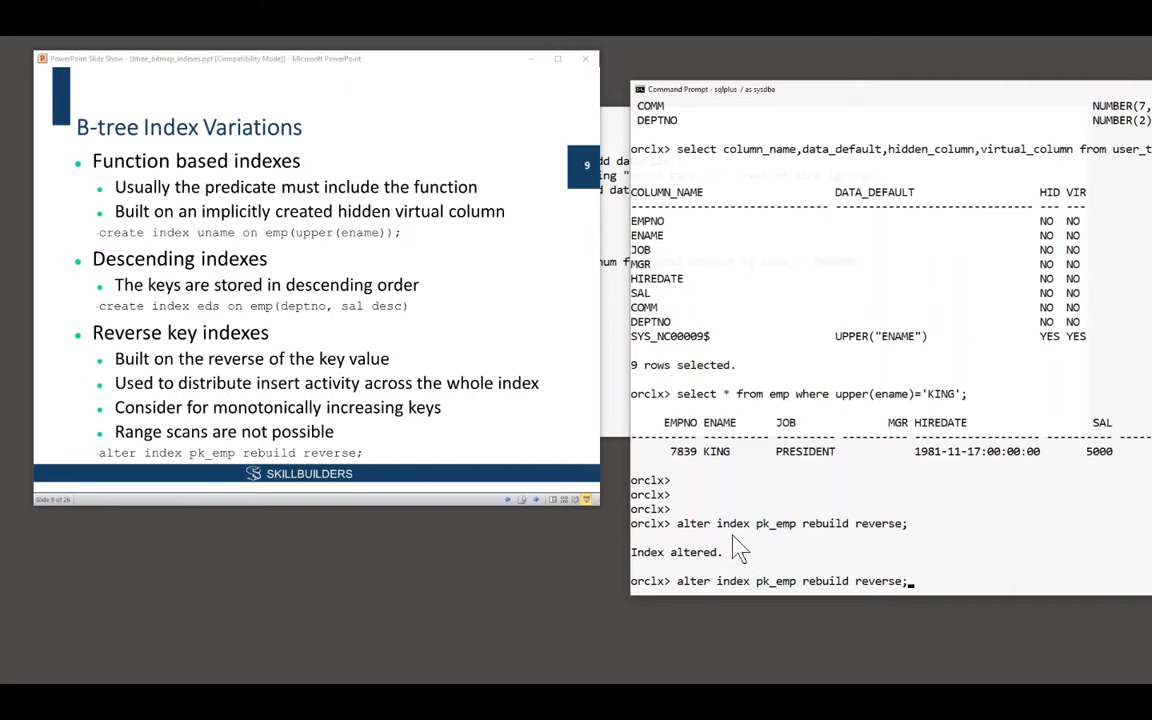 PowerPoint Slide Show - [btree_bitmap_indexes.ppt [Compatibility Mode]] - Microsoft PowerPoint
B-tree Index Variations
9
Function based indexes
Usually the predicate must include the function
Built on an implicitly created hidden virtual column
create index uname on emp(upper(ename));
Descending indexes
The keys are stored in descending order
create index eds on emp(deptno, sal desc)
Reverse key indexes
Built on the reverse of the key value
Used to distribute insert activity across the whole index
Consider for monotonically increasing keys
Range scans are not possible
alter index pk_emp rebuild reverse;
SKILLBUILDERS
Slide 9 of 26
Command Prompt - sqlplus / as sysdba
COMM NUMBER(7,
DEPTNO NUMBER(2)
orclx> select column_name,data_default,hidden_column,virtual_column from user_t
COLUMN_NAME DATA_DEFAULT HID VIR
------------------------------ ------------------------------ --- ---
EMPNO NO NO
ENAME NO NO
JOB NO NO
MGR NO NO
HIREDATE NO NO
SAL NO NO
COMM NO NO
DEPTNO NO NO
SYS_NC00009$ UPPER("ENAME") YES YES
9 rows selected.
orclx> select * from emp where upper(ename)='KING';
EMPNO ENAME JOB MGR HIREDATE SAL
---------- ---------- --------- ---------- ------------------- ---------- -----
7839 KING PRESIDENT 1981-11-17:00:00:00 5000
orclx>
orclx>
orclx>
orclx> alter index pk_emp rebuild reverse;
Index altered.
orclx> alter index pk_emp rebuild reverse;